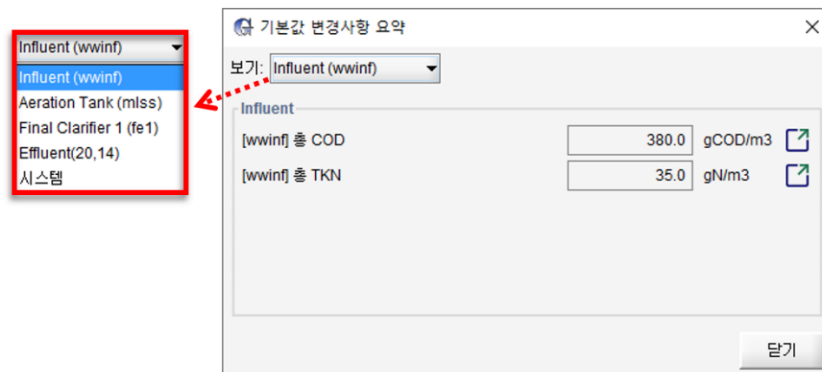 Influent (wwinf)
Influent (wwinf)
Aeration Tank (mlss)
Final Clarifier 1 (fe1)
Effluent(20,14)
시스템
기본값 변경사항 요약
보기: Influent (wwinf)
Influent
[wwinf] 총 COD 380.0 gCOD/m3
[wwinf] 총 TKN 35.0 gN/m3
닫기